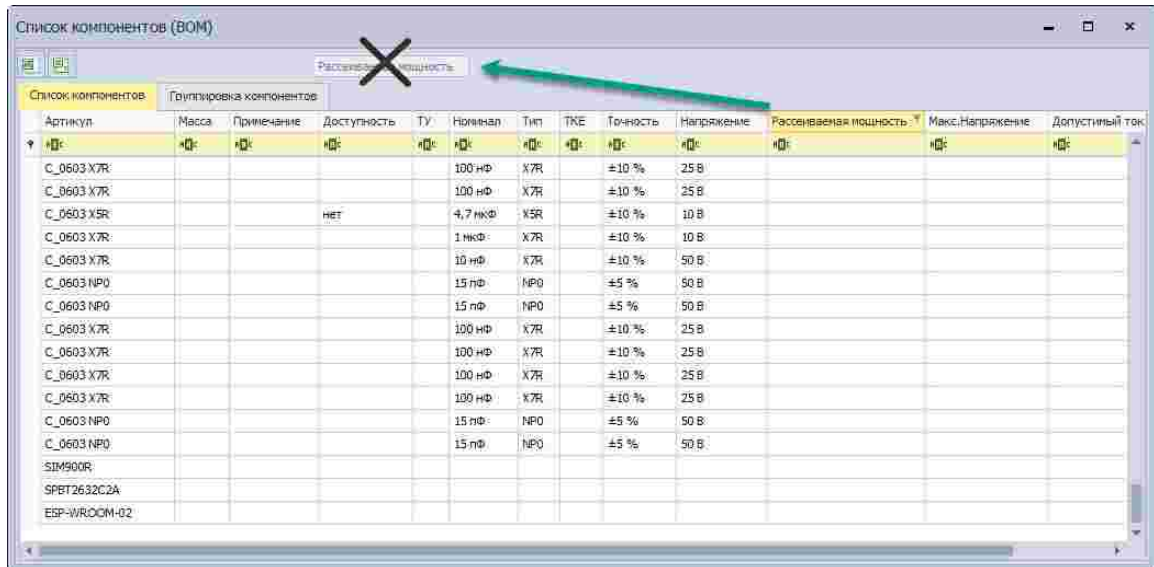 Список компонентов (BOM)
Рассеиваемая мощность
Список компонентов Группировка компонентов
Артикул Масса Примечание Доступность ТУ Номинал Тип ТКЕ Точность Напряжение Рассеиваемая мощность Макс.Напряжение Допустимый ток
C_0603 X7R 100 нФ X7R ±10 % 25 В
C_0603 X7R 100 нФ X7R ±10 % 25 В
C_0603 X5R нет 4,7 мкФ X5R ±10 % 10 В
C_0603 X7R 1 мкФ X7R ±10 % 10 В
C_0603 X7R 10 нФ X7R ±10 % 50 В
C_0603 NP0 15 пФ NP0 ±5 % 50 В
C_0603 NP0 15 пФ NP0 ±5 % 50 В
C_0603 X7R 100 нФ X7R ±10 % 25 В
C_0603 X7R 100 нФ X7R ±10 % 25 В
C_0603 X7R 100 нФ X7R ±10 % 25 В
C_0603 X7R 100 нФ X7R ±10 % 25 В
C_0603 NP0 15 пФ NP0 ±5 % 50 В
C_0603 NP0 15 пФ NP0 ±5 % 50 В
SIM900R
SPBT2632C2A
ESP-WROOM-02